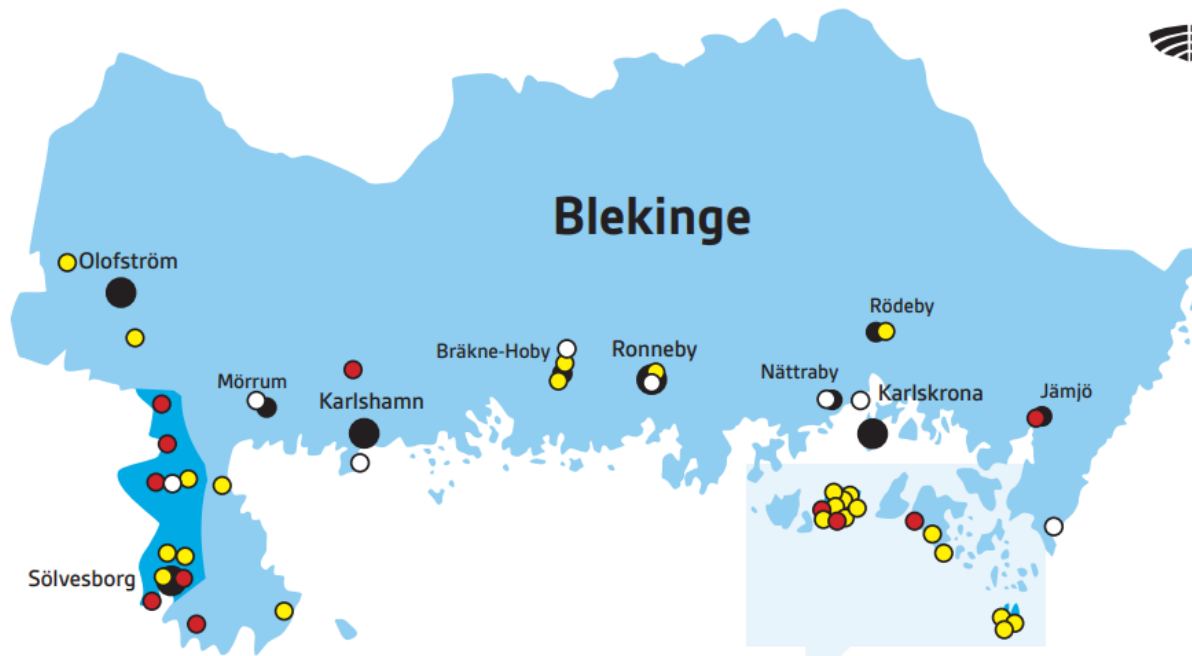 Blekinge
Olofström
Rödeby
Bräkne-Hoby
Ronneby
Mörrum
Nättraby
Karlshamn
Karlskrona
Jämjö
Sölvesborg